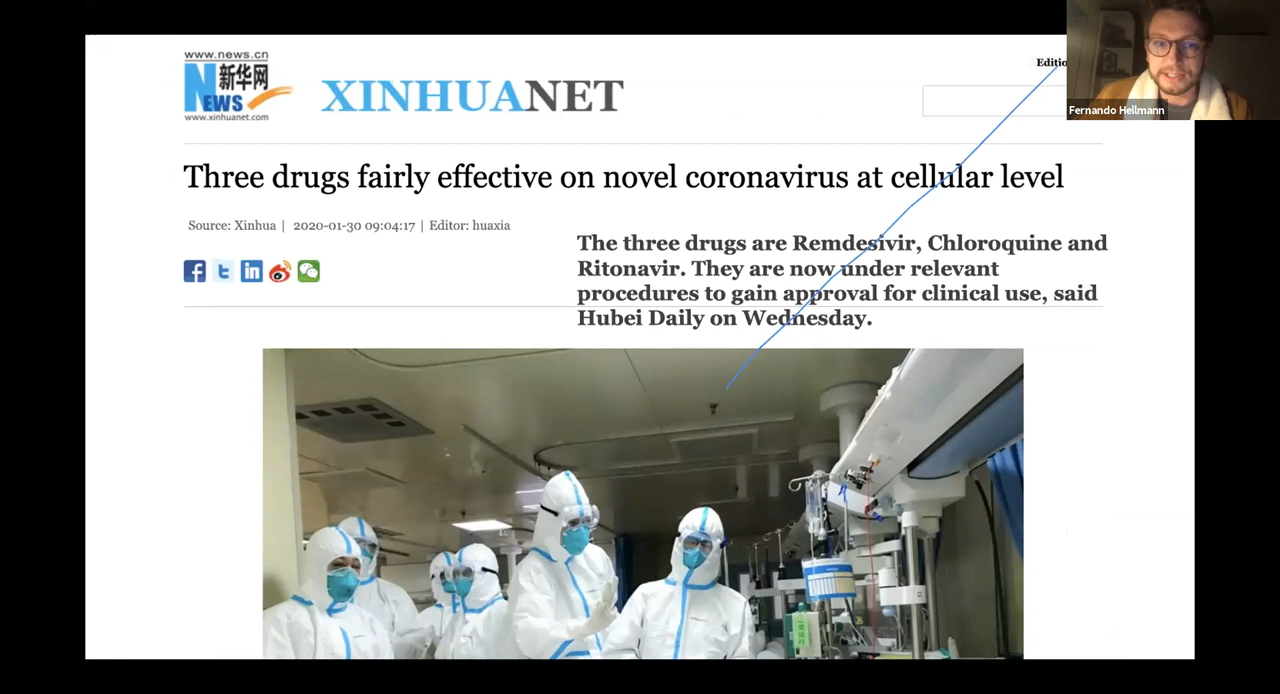 www.news.cn
新华网
NEWS
www.xinhuanet.com
XINHUANET
Editio
Fernando Hellmann
Three drugs fairly effective on novel coronavirus at cellular level
Source: Xinhua | 2020-01-30 09:04:17 | Editor: huaxia
The three drugs are Remdesivir, Chloroquine and
Ritonavir. They are now under relevant
procedures to gain approval for clinical use, said
Hubei Daily on Wednesday.